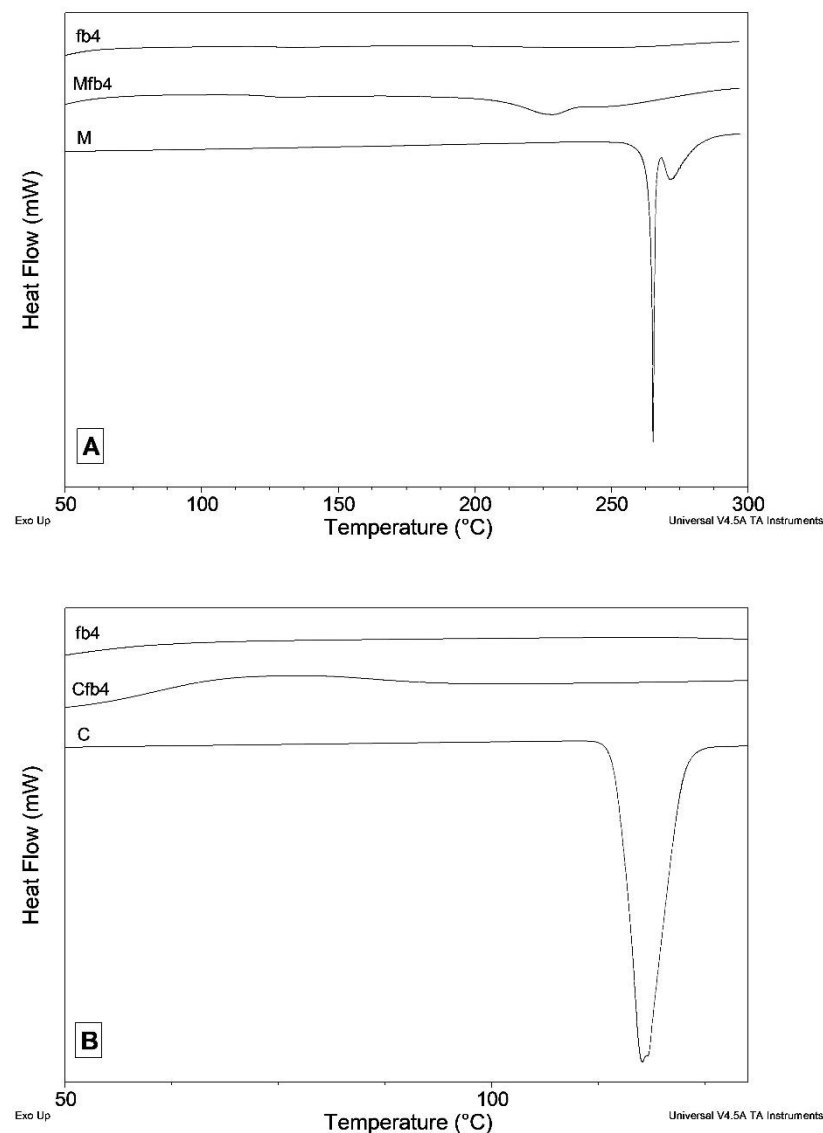 fb4
Mfb4
M
Heat Flow (mW)
A
50 100 150 200 250 300
Exo Up Temperature (°C) Universal V4.5A TA Instruments
fb4
Cfb4
C
Heat Flow (mW)
B
50 100
Exo Up Temperature (°C) Universal V4.5A TA Instruments